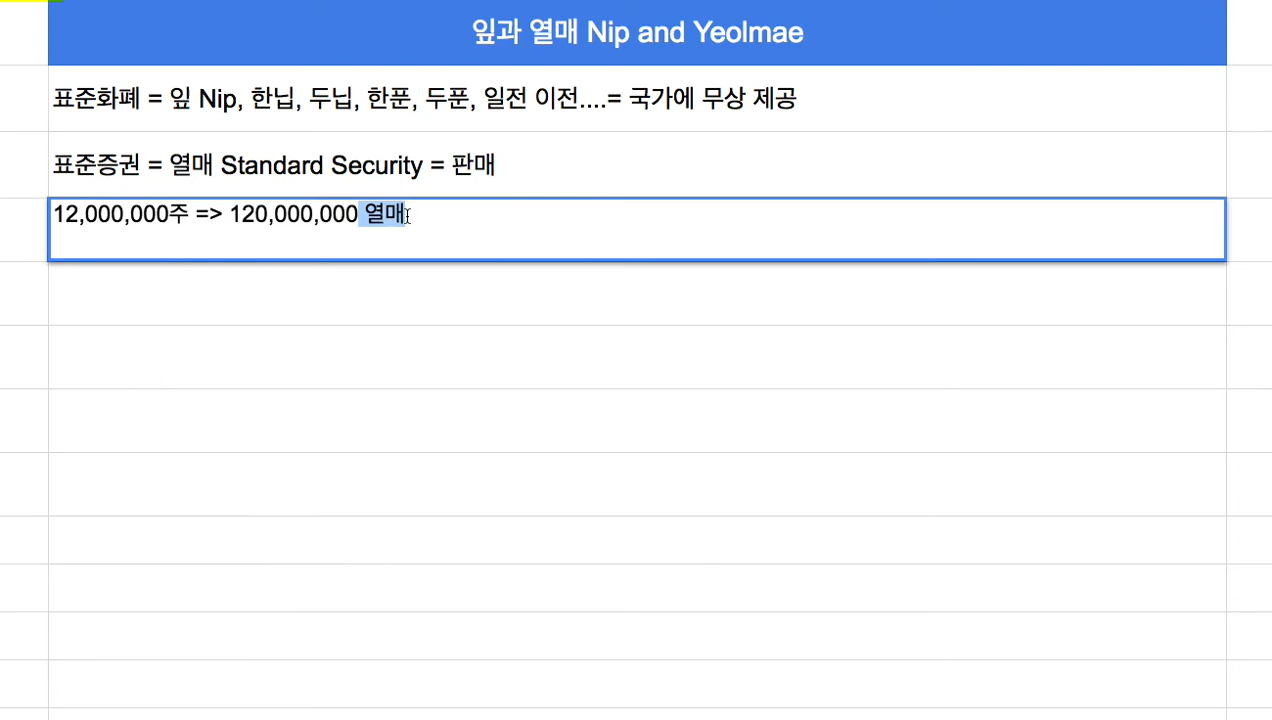 잎과 열매 Nip and Yeolmae
표준화폐 = 잎 Nip, 한닙, 두닙, 한푼, 두푼, 일전 이전....= 국가에 무상 제공
표준증권 = 열매 Standard Security = 판매
12,000,000주 => 120,000,000 열매